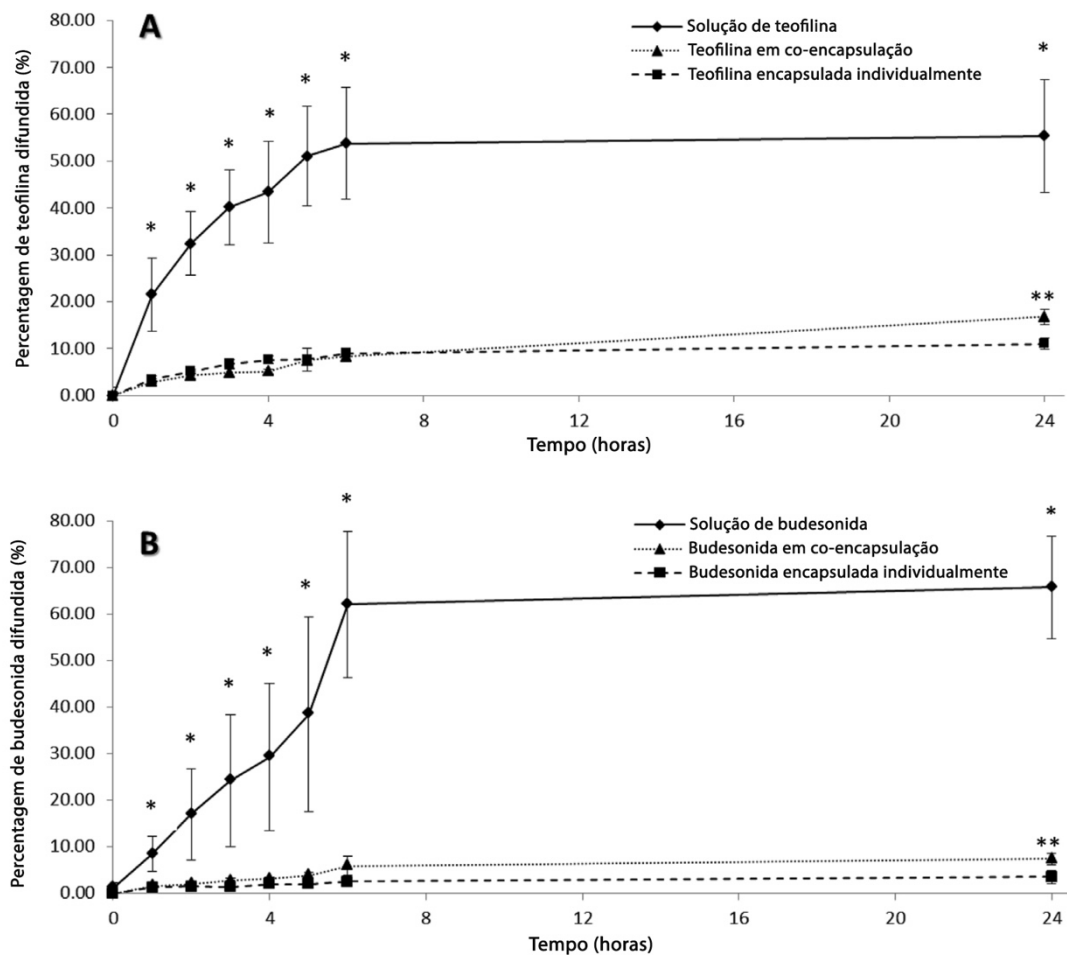 A
Percentagem de teofilina difundida (%)
80.00
70.00
60.00
50.00
40.00
30.00
20.00
10.00
0.00
Solução de teofilina
Teofilina em co-encapsulação
Teofilina encapsulada individualmente
* * * * * * *
**
0 4 8 12 16 20 24
Tempo (horas)
B
Percentagem de budesonida difundida (%)
80.00
70.00
60.00
50.00
40.00
30.00
20.00
10.00
0.00
Solução de budesonida
Budesonida em co-encapsulação
Budesonida encapsulada individualmente
* * * * * * *
**
0 4 8 12 16 20 24
Tempo (horas)